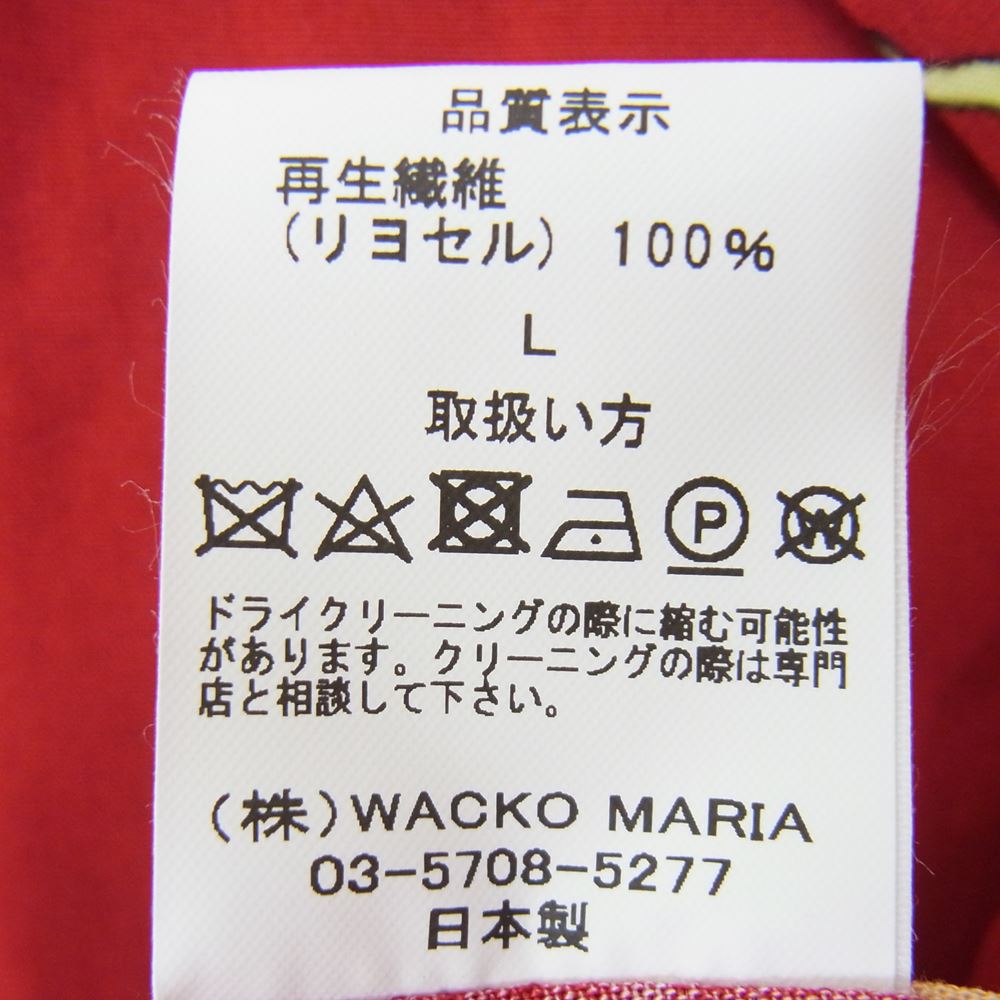 品質表示
再生繊維
(リヨセル) 100%
L
取扱い方
P W
ドライクリーニングの際に縮む可能性
があります。クリーニングの際は専門
店と相談して下さい。
(株)WACKO MARIA
03-5708-5277
日本製